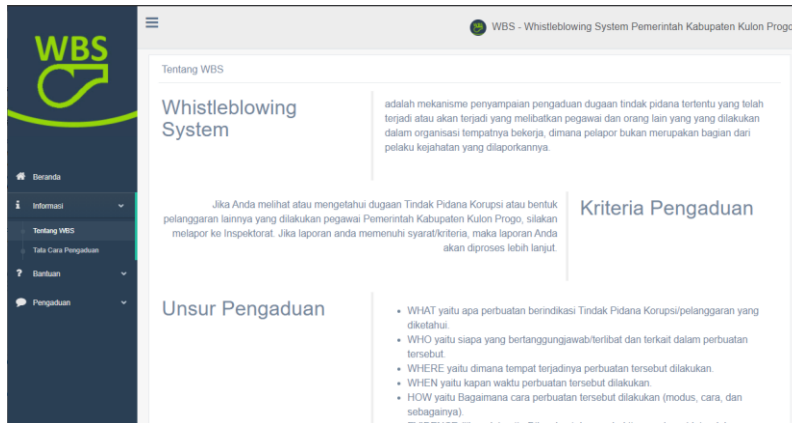 WBS
WBS - Whistleblowing System Pemerintah Kabupaten Kulon Progo
Beranda
Informasi
Tentang WBS
Tata Cara Pengaduan
Bantuan
Pengaduan
Tentang WBS
Whistleblowing
System
adalah mekanisme penyampaian pengaduan dugaan tindak pidana tertentu yang telah
terjadi atau akan terjadi yang melibatkan pegawai dan orang lain yang yang dilakukan
dalam organisasi tempatnya bekerja, dimana pelapor bukan merupakan bagian dari
pelaku kejahatan yang dilaporkannya.
Jika Anda melihat atau mengetahui dugaan Tindak Pidana Korupsi atau bentuk
pelanggaran lainnya yang dilakukan pegawai Pemerintah Kabupaten Kulon Progo, silakan
melapor ke Inspektorat. Jika laporan anda memenuhi syarat/kriteria, maka laporan Anda
akan diproses lebih lanjut.
Kriteria Pengaduan
Unsur Pengaduan
• WHAT yaitu apa perbuatan berindikasi Tindak Pidana Korupsi/pelanggaran yang
diketahui.
• WHO yaitu siapa yang bertanggungjawab/terlibat dan terkait dalam perbuatan
tersebut.
• WHERE yaitu dimana tempat terjadinya perbuatan tersebut dilakukan.
• WHEN yaitu kapan waktu perbuatan tersebut dilakukan.
• HOW yaitu Bagaimana cara perbuatan tersebut dilakukan (modus, cara, dan
sebagainya).